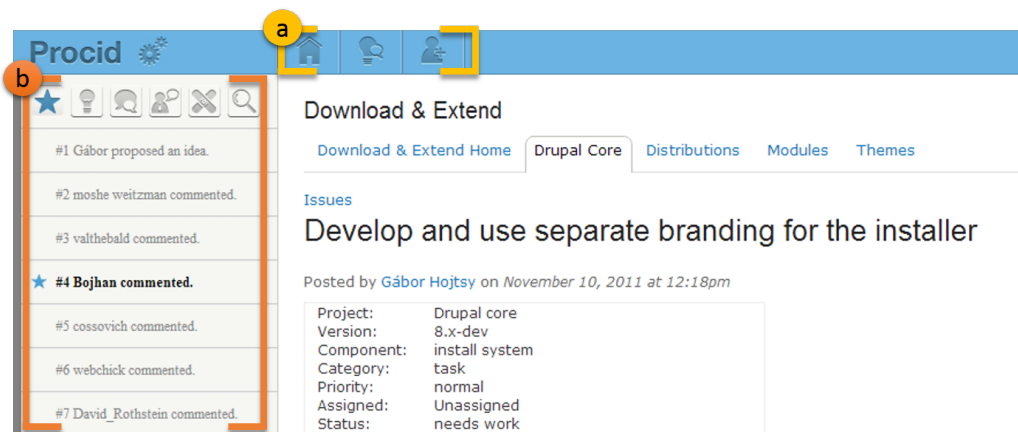 a
Procid
b
#1 Gábor proposed an idea.
#2 moshe weitzman commented.
#3 valthebald commented.
#4 Bojhan commented.
#5 cossovich commented.
#6 webchick commented.
#7 David_Rothstein commented.
Download & Extend
Download & Extend Home Drupal Core Distributions Modules Themes
Issues
Develop and use separate branding for the installer
Posted by Gábor Hojtsy on November 10, 2011 at 12:18pm
Project: Drupal core
Version: 8.x-dev
Component: install system
Category: task
Priority: normal
Assigned: Unassigned
Status: needs work